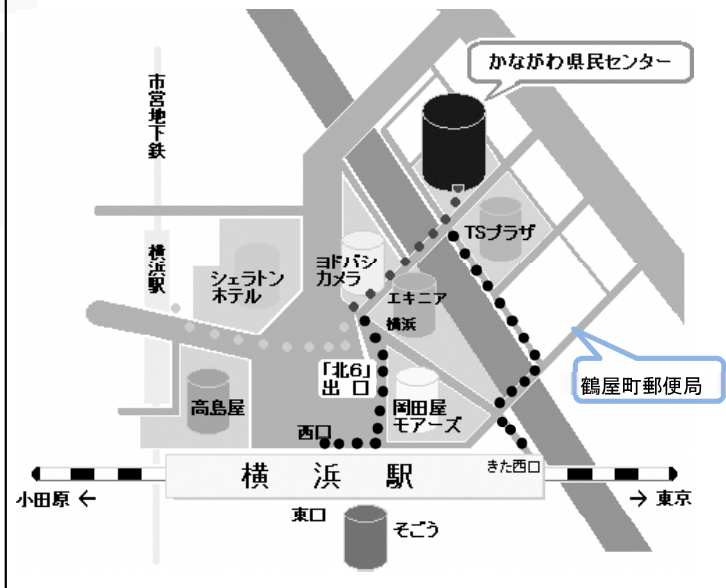 かながわ県民センター
市営地下鉄
横浜駅
TSプラザ
ヨドバシ
カメラ
シェラトン
ホテル
エキニア
横浜
「北6」
出 口
鶴屋町郵便局
高島屋
岡田屋
モアーズ
西口
横 浜 駅
きた西口
小田原 ←
→ 東京
東口
そごう